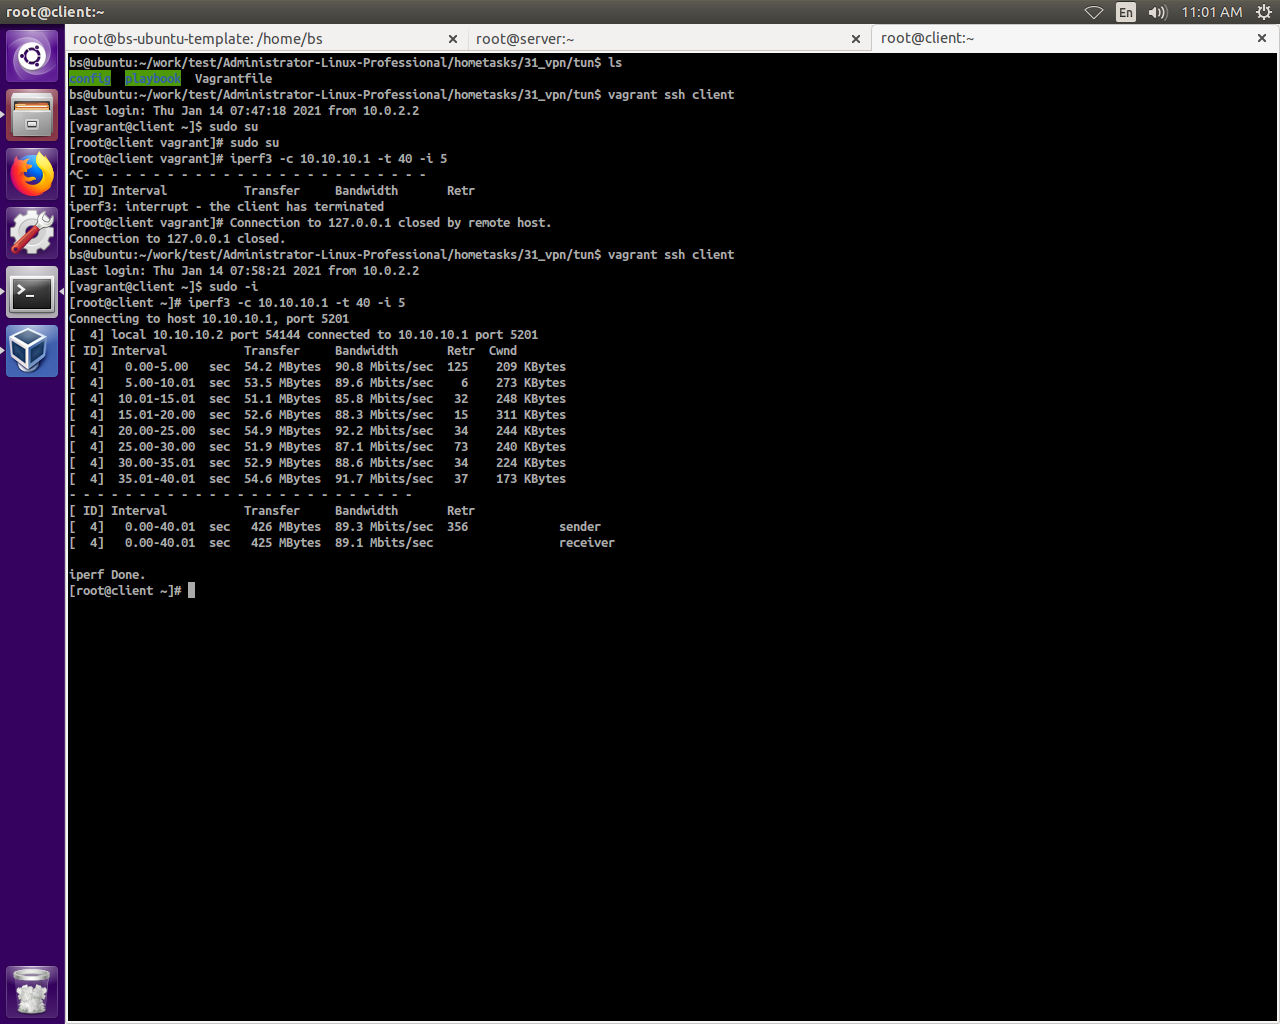 root@client:~
En
11:01 AM
root@bs-ubuntu-template: /home/bs
root@server:~
root@client:~
bs@ubuntu:~/work/test/Administrator-Linux-Professional/hometasks/31_vpn/tun$ ls
config  playbook  Vagrantfile
bs@ubuntu:~/work/test/Administrator-Linux-Professional/hometasks/31_vpn/tun$ vagrant ssh client
Last login: Thu Jan 14 07:47:18 2021 from 10.0.2.2
[vagrant@client ~]$ sudo su
[root@client vagrant]# sudo su
[root@client vagrant]# iperf3 -c 10.10.10.1 -t 40 -i 5
^C- - - - - - - - - - - - - - - - - - - - - - - - -
[ ID] Interval           Transfer     Bandwidth       Retr
iperf3: interrupt - the client has terminated
[root@client vagrant]# Connection to 127.0.0.1 closed by remote host.
Connection to 127.0.0.1 closed.
bs@ubuntu:~/work/test/Administrator-Linux-Professional/hometasks/31_vpn/tun$ vagrant ssh client
Last login: Thu Jan 14 07:58:21 2021 from 10.0.2.2
[vagrant@client ~]$ sudo -i
[root@client ~]# iperf3 -c 10.10.10.1 -t 40 -i 5
Connecting to host 10.10.10.1, port 5201
[  4] local 10.10.10.2 port 54144 connected to 10.10.10.1 port 5201
[ ID] Interval           Transfer     Bandwidth       Retr  Cwnd
[  4]   0.00-5.00   sec  54.2 MBytes  90.8 Mbits/sec  125    209 KBytes
[  4]   5.00-10.01  sec  53.5 MBytes  89.6 Mbits/sec    6    273 KBytes
[  4]  10.01-15.01  sec  51.1 MBytes  85.8 Mbits/sec   32    248 KBytes
[  4]  15.01-20.00  sec  52.6 MBytes  88.3 Mbits/sec   15    311 KBytes
[  4]  20.00-25.00  sec  54.9 MBytes  92.2 Mbits/sec   34    244 KBytes
[  4]  25.00-30.00  sec  51.9 MBytes  87.1 Mbits/sec   73    240 KBytes
[  4]  30.00-35.01  sec  52.9 MBytes  88.6 Mbits/sec   34    224 KBytes
[  4]  35.01-40.01  sec  54.6 MBytes  91.7 Mbits/sec   37    173 KBytes
- - - - - - - - - - - - - - - - - - - - - - - - -
[ ID] Interval           Transfer     Bandwidth       Retr
[  4]   0.00-40.01  sec   426 MBytes  89.3 Mbits/sec  356             sender
[  4]   0.00-40.01  sec   425 MBytes  89.1 Mbits/sec                  receiver
iperf Done.
[root@client ~]#